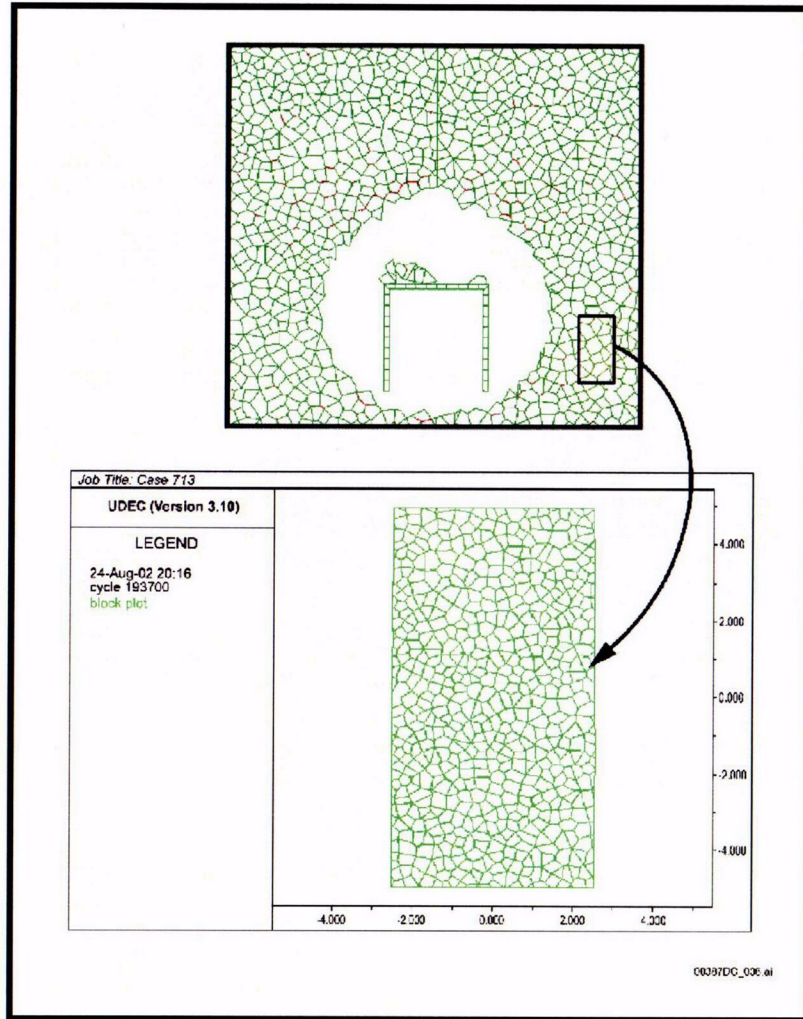 Job Title: Case 713
UDEC (Version 3.10)
LEGEND
24-Aug-02 20:16
cycle 193700
block plot
4.000
2.000
0.000
-2.000
-4.000
-4.000
-2.000
0.000
2.000
4.000
00387DC_036.ai